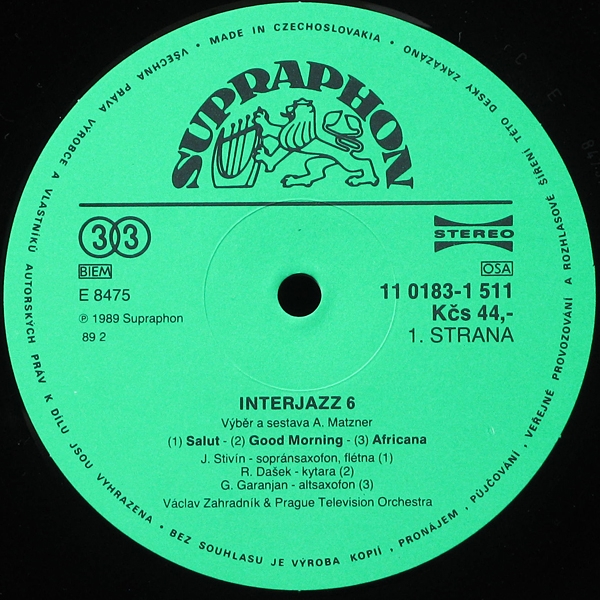 MADE IN CZECHOSLOVAKIA • VŠECHNA PRÁVA VÝROBCE A VLASTNÍKŮ AUTORSKÝCH PRÁV K DÍLU JSOU VYHRAZENA • BEZ SOUHLASU JE VÝROBA KOPIÍ, PRONÁJEM, PŮJČOVÁNÍ, VEŘEJNÉ PROVOZOVÁNÍ A ROZHLASOVÉ ŠÍŘENÍ TÉTO DESKY ZAKÁZÁNO •
SUPRAPHON
33
STEREO
BIEM
OSA
E 8475
11 0183-1 511
℗ 1989 Supraphon
Kčs 44,-
89 2
1. STRANA
INTERJAZZ 6
Výběr a sestava A. Matzner
(1) Salut - (2) Good Morning - (3) Africana
J. Stivín - sopránsaxofon, flétna (1)
R. Dašek - kytara (2)
G. Garanjan - altsaxofon (3)
Václav Zahradník & Prague Television Orchestra